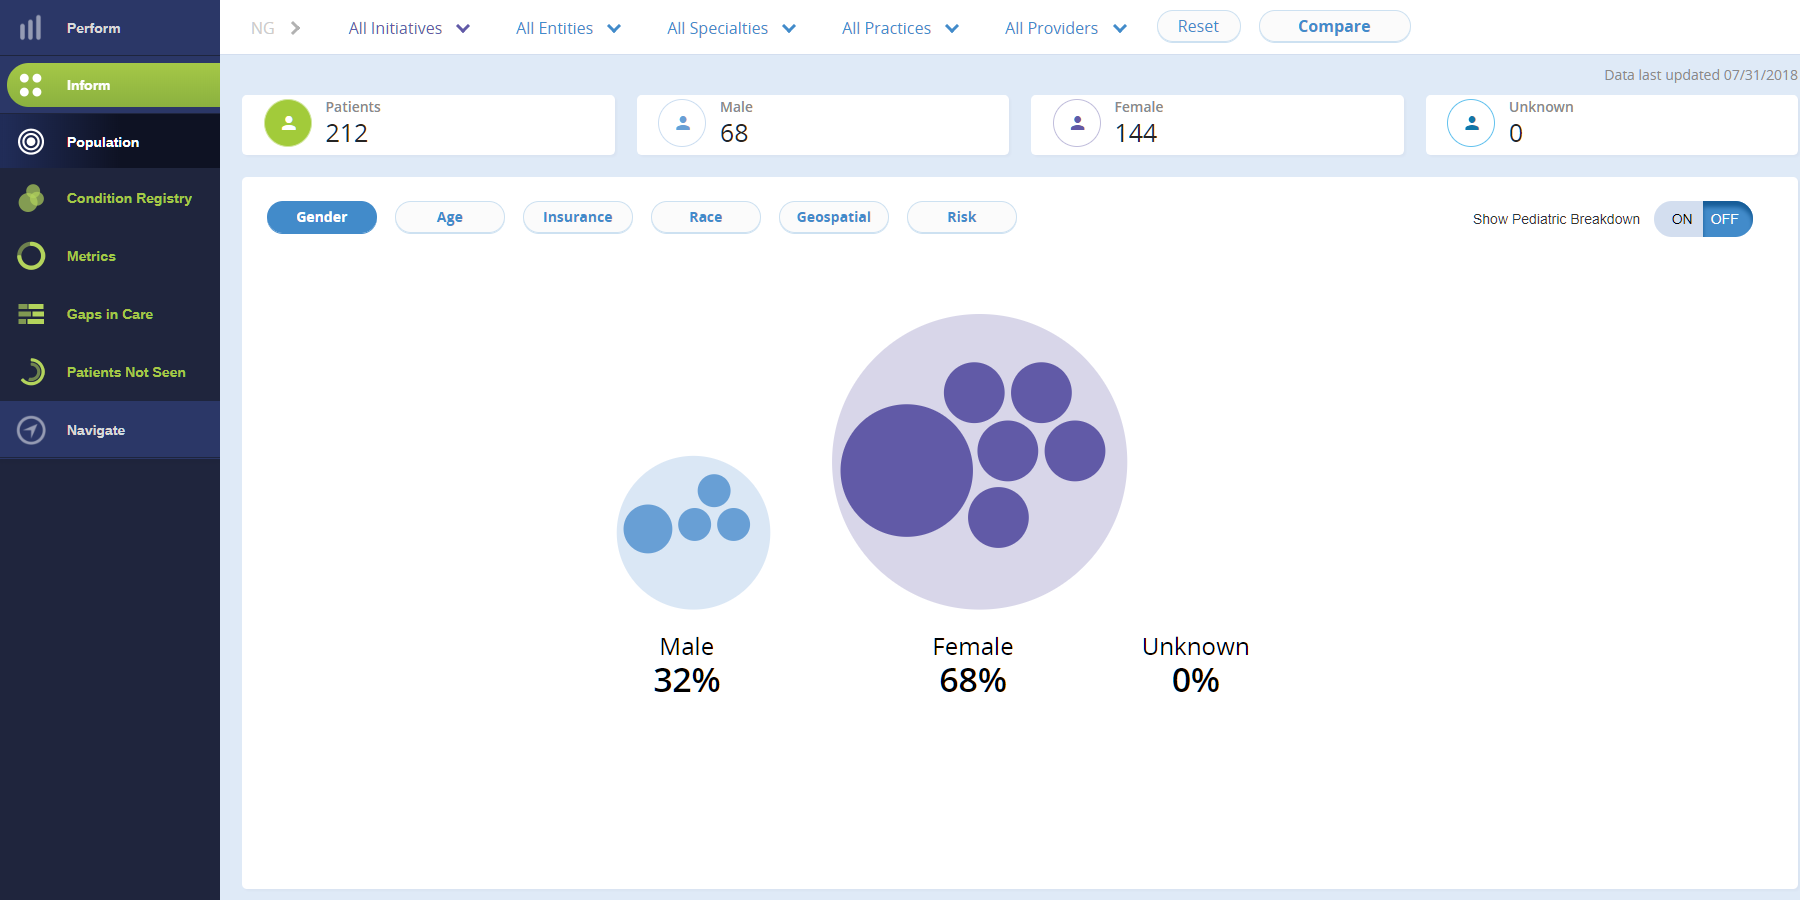 Perform
Inform
Population
Condition Registry
Metrics
Gaps in Care
Patients Not Seen
Navigate
NG All Initiatives All Entities All Specialties All Practices All Providers Reset Compare
Data last updated 07/31/2018
Patients
212
Male
68
Female
144
Unknown
0
Gender Age Insurance Race Geospatial Risk
Show Pediatric Breakdown ON OFF
Male
32%
Female
68%
Unknown
0%